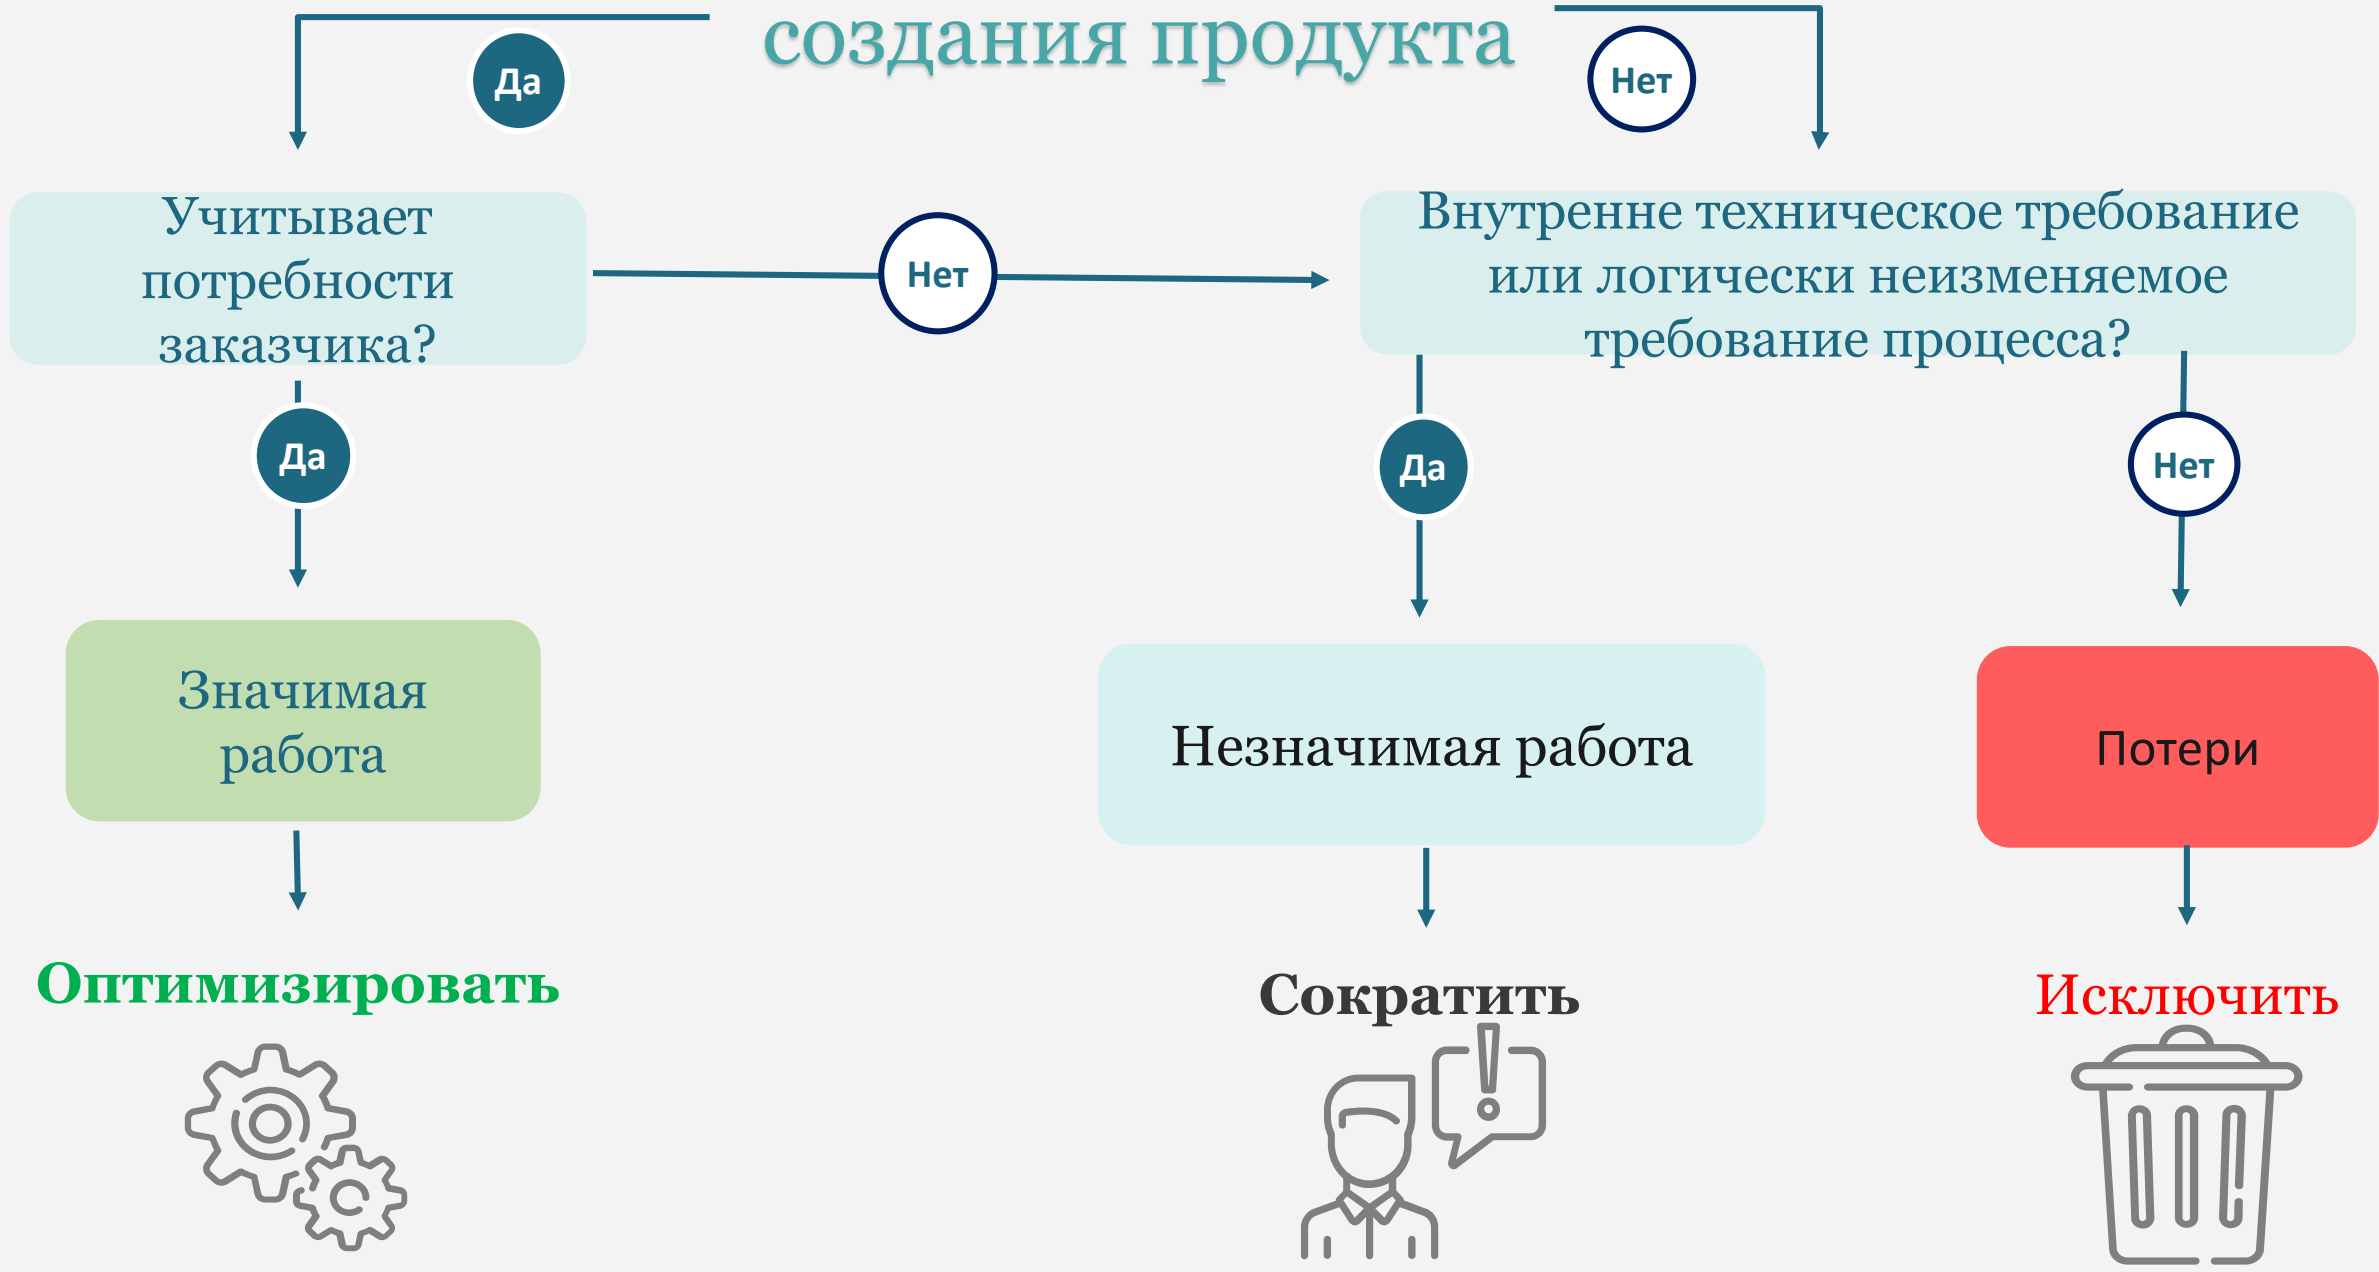 создания продукта
Да
Нет
Учитывает
потребности
заказчика?
Нет
Внутренне техническое требование
или логически неизменяемое
требование процесса?
Да
Да
Нет
Значимая
работа
Незначимая работа
Потери
Оптимизировать
Сократить
Исключить